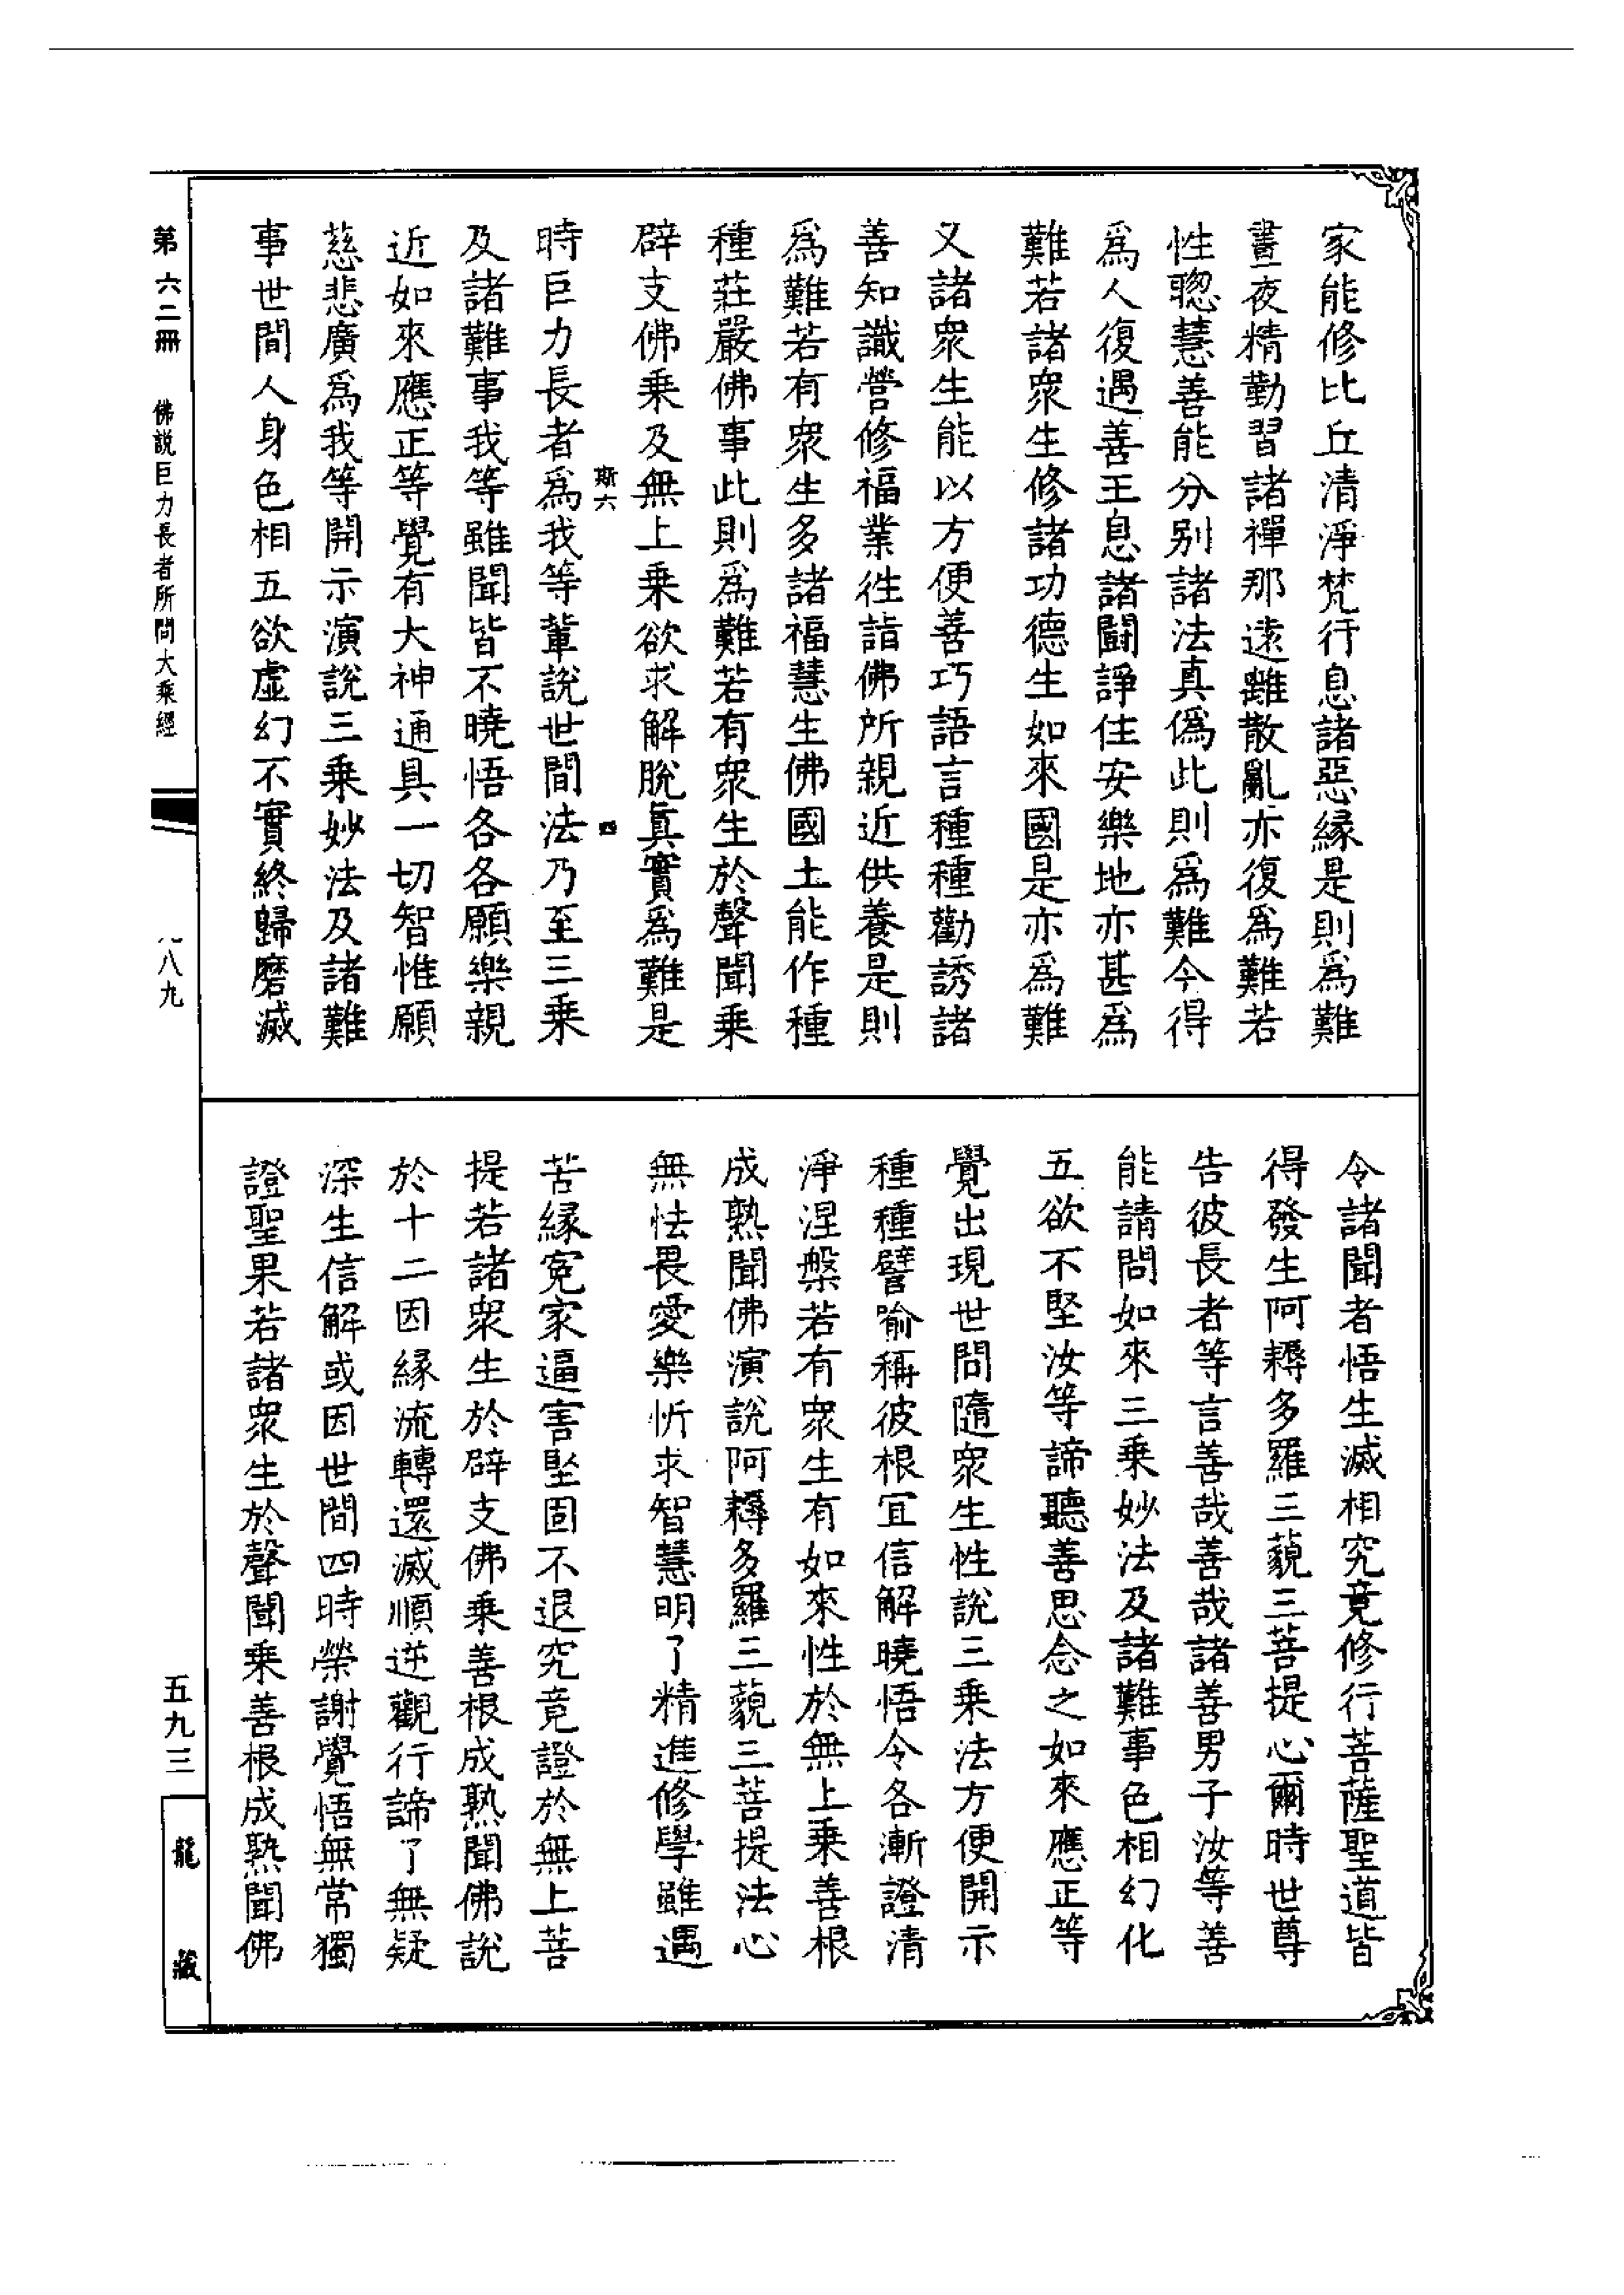 家能修比丘清淨梵行息諸惡緣是則爲難
晝夜精勤習諸禪那遠離散亂亦復爲難若
性聰慧善能分別諸法真僞此則爲難今得
爲人復遇善王息諸鬪諍住安樂地亦甚爲
難若諸眾生修諸功德生如來國是亦爲難
又諸眾生能以方便善巧語言種種勸誘諸
善知識營修福業徃詣佛所親近供養是則
爲難若有眾生多諸福慧生佛國土能作種
種莊嚴佛事此則爲難若有眾生於聲聞乘
辟支佛乘及無上乘欲求解脫真實爲難是
斯六
四
時巨力長者爲我等輩說世間法乃至三乘
及諸難事我等雖聞皆不曉悟各各願樂親
近如來應正等覺有大神通具一切智惟願
慈悲廣爲我等開示演說三乘妙法及諸難
事世間人身色相五欲虛幻不實終歸磨滅
令諸聞者悟生滅相究竟修行菩薩聖道皆
得發生阿耨多羅三藐三菩提心爾時世尊
告彼長者等言善哉善哉諸善男子汝等善
能請問如來三乘妙法及諸難事色相幻化
五欲不堅汝等諦聽善思念之如來應正等
覺出現世間隨眾生性說三乘法方便開示
種種譬喻稱彼根宜信解曉悟令各漸證清
淨涅槃若有眾生有如來性於無上乘善根
成熟聞佛演說阿耨多羅三藐三菩提法心
無怯畏愛樂忻求智慧明了精進修學雖遇
苦緣寃家逼害堅固不退究竟證於無上菩
提若諸眾生於辟支佛乘善根成熟聞佛說
於十二因緣流轉還滅順逆觀行諦了無疑
深生信解或因世間四時榮謝覺悟無常獨
證聖果若諸眾生於聲聞乘善根成熟聞佛
第六二冊 佛説巨力長者所問大乘經
八九
五九三
龍藏